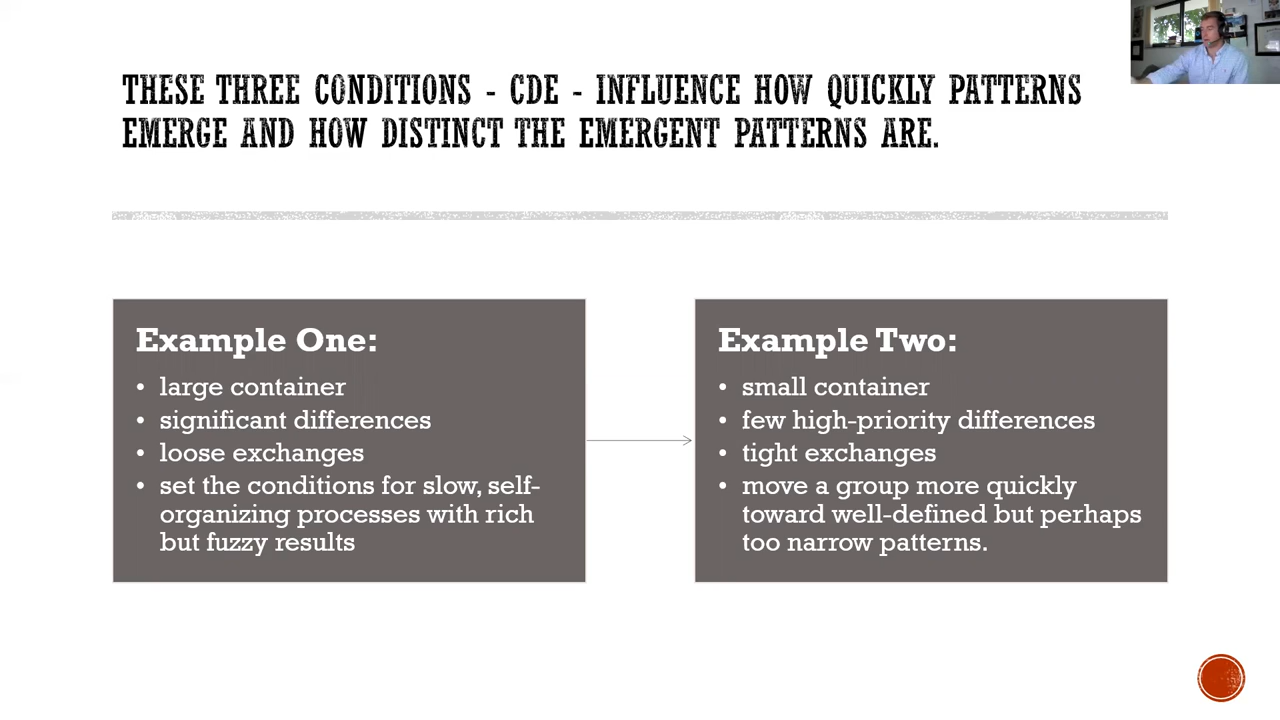 THESE THREE CONDITIONS - CDE - INFLUENCE HOW QUICKLY PATTERNS
EMERGE AND HOW DISTINCT THE EMERGENT PATTERNS ARE.
Example One:
• large container
• significant differences
• loose exchanges
• set the conditions for slow, self-
organizing processes with rich
but fuzzy results
Example Two:
• small container
• few high-priority differences
• tight exchanges
• move a group more quickly
toward well-defined but perhaps
too narrow patterns.